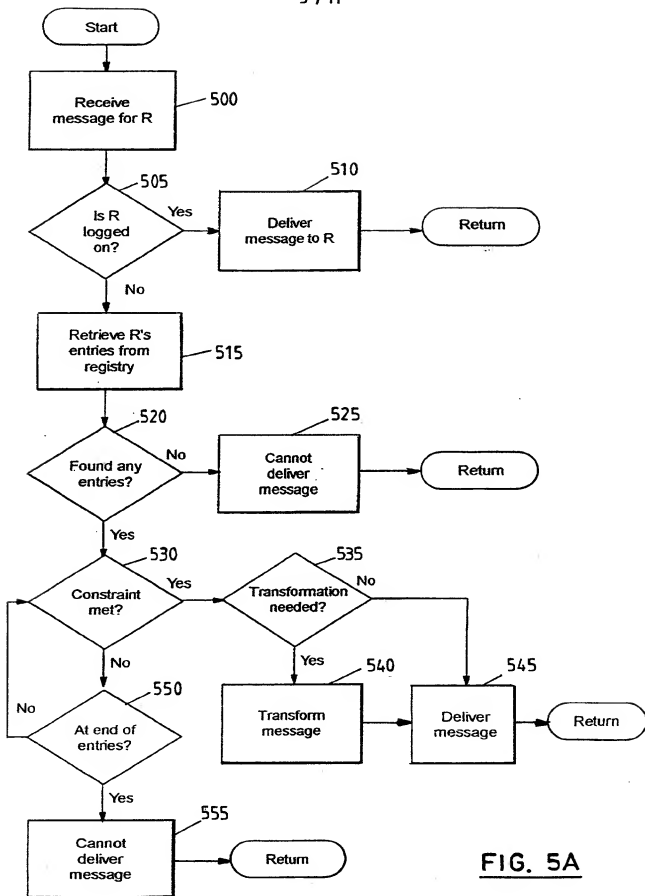 Start
Receive
message for R
500
505
Is R
logged
on?
Yes
510
Deliver
message to R
Return
No
Retrieve R's
entries from
registry
515
520
Found any
entries?
No
525
Cannot
deliver
message
Return
Yes
530
Constraint
met?
Yes
535
Transformation
needed?
No
No
Yes
540
Transform
message
545
Deliver
message
Return
550
No
At end of
entries?
Yes
555
Cannot
deliver
message
Return
FIG. 5A